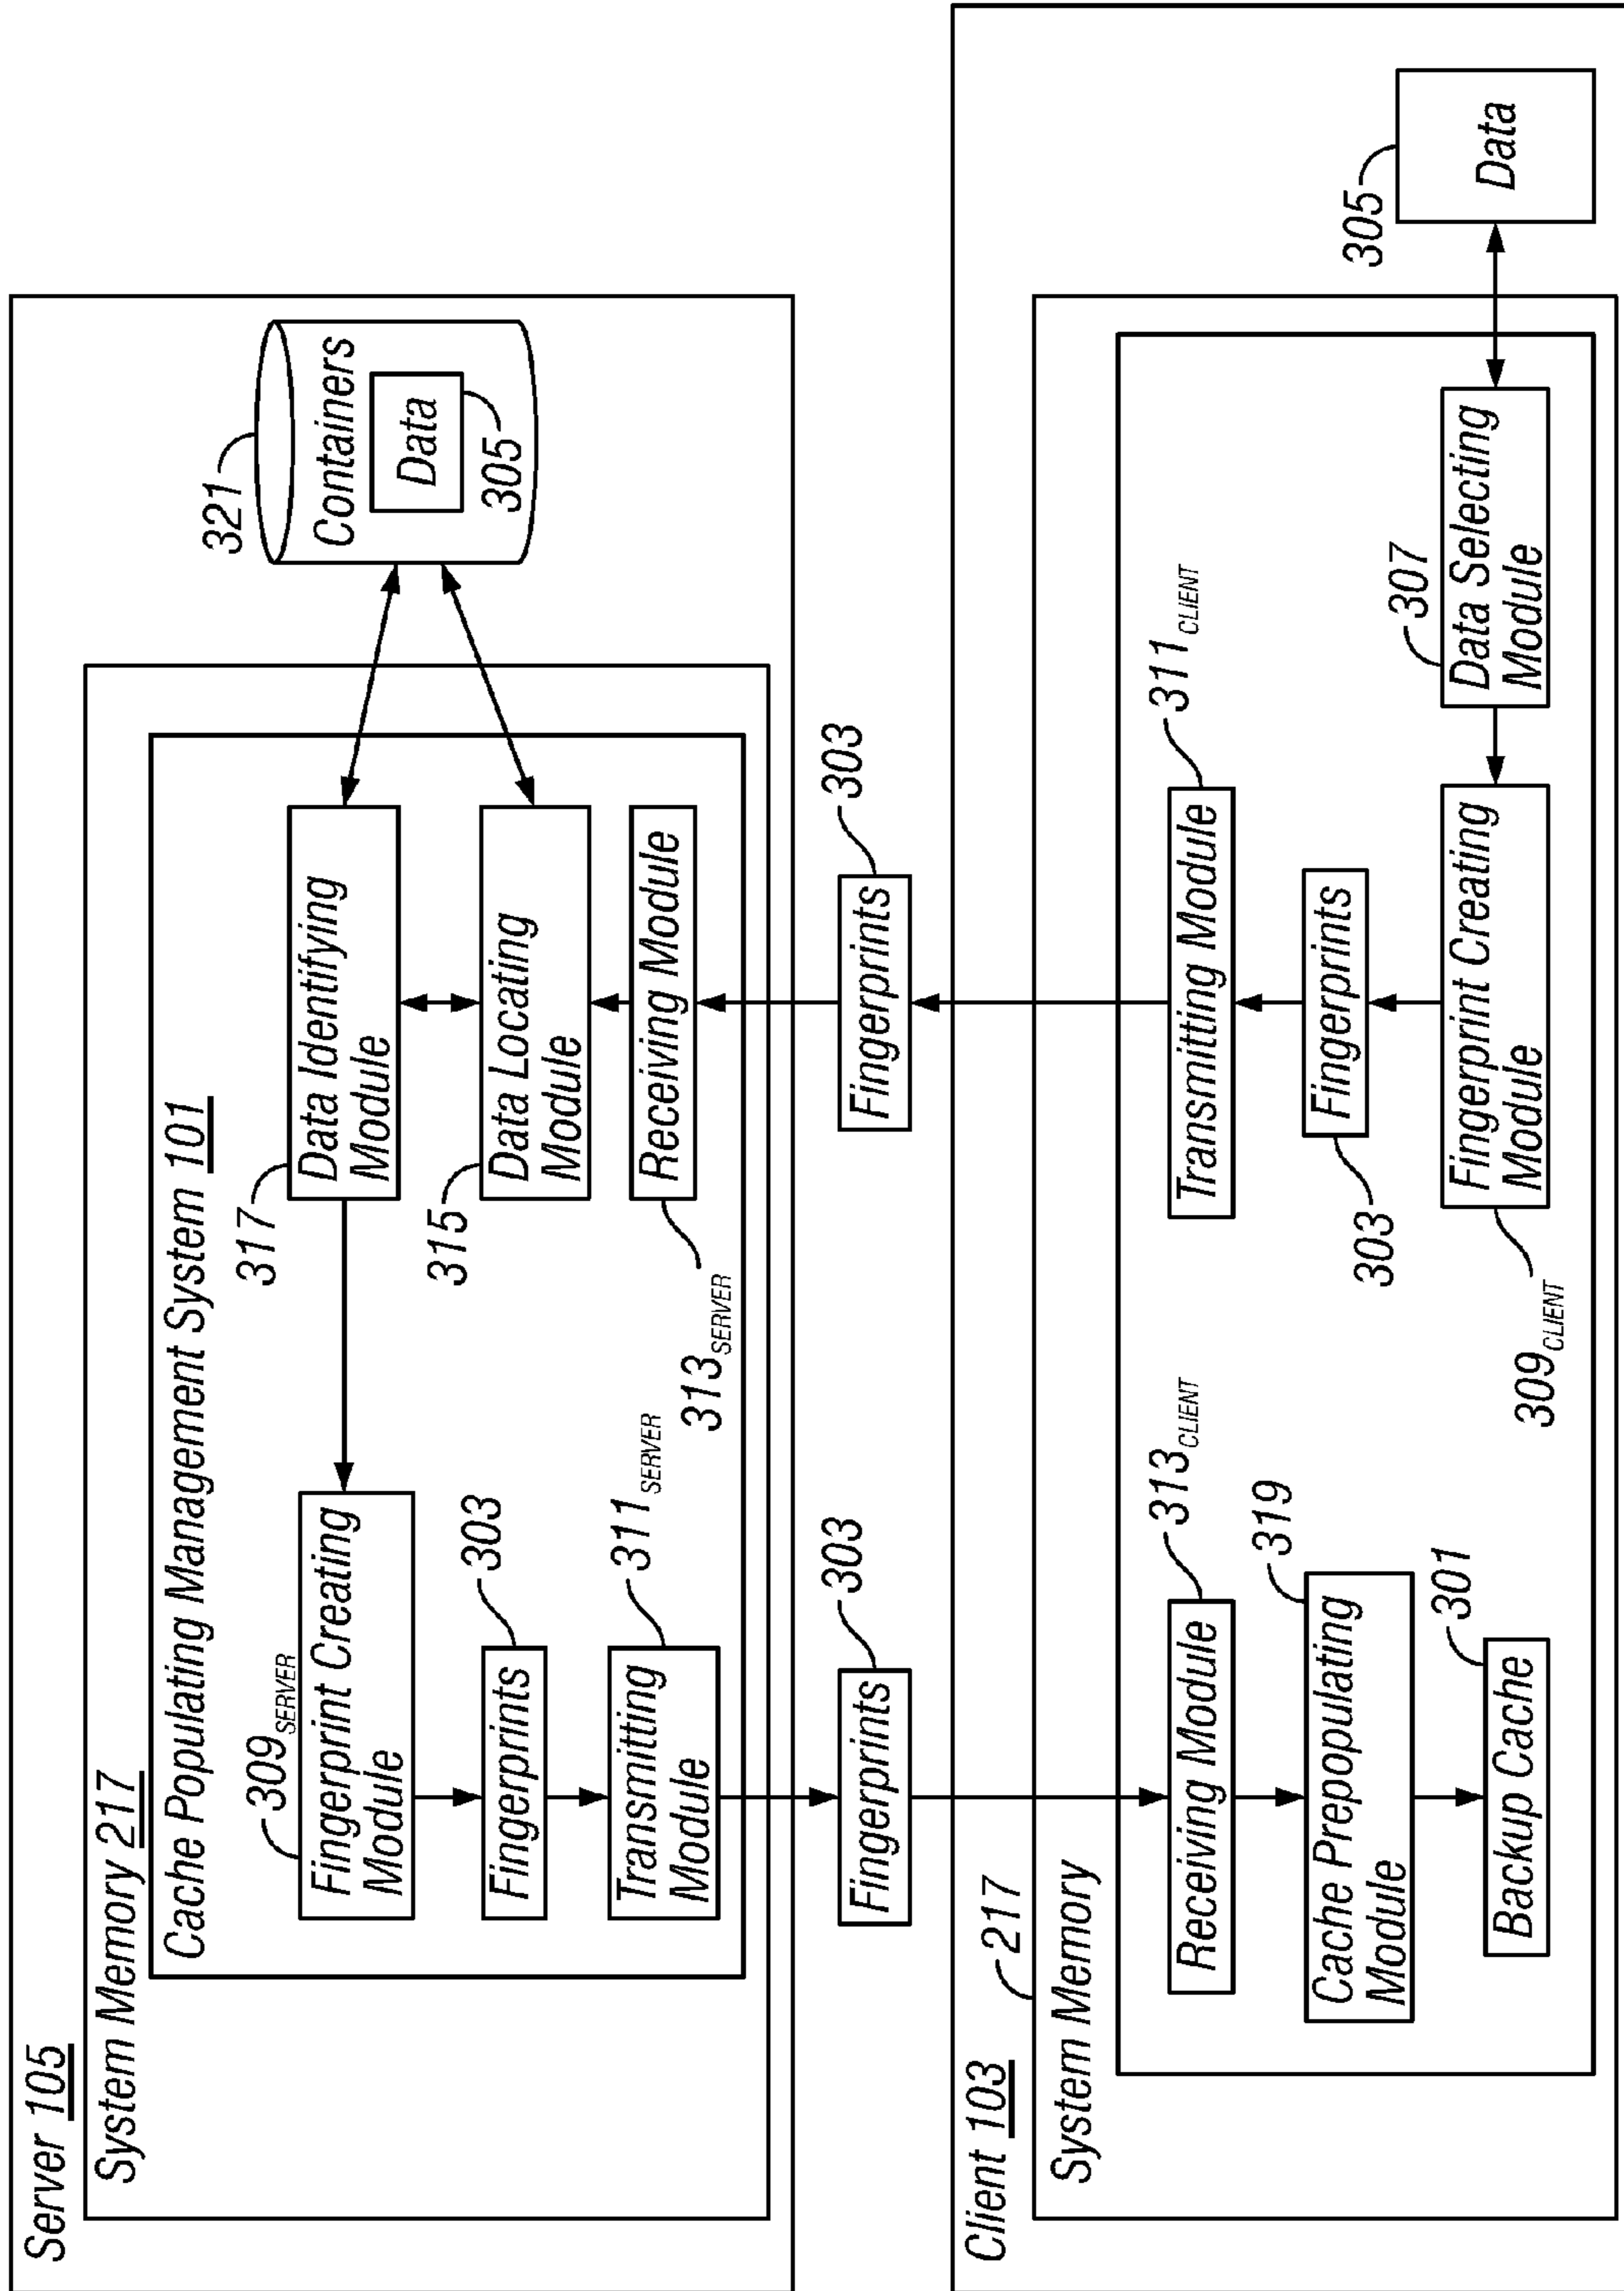 Server 105
System Memory 217
Cache Populating Management System 101
309SERVER
Fingerprint Creating
Module
303
Fingerprints
311SERVER
Transmitting
Module
317
Data Identifying
Module
315
Data Locating
Module
313SERVER
Receiving Module
321
Containers
Data
305
303
Fingerprints
303
Fingerprints
Client 103
217
System Memory
313CLIENT
Receiving Module
319
Cache Prepopulating
Module
301
Backup Cache
311CLIENT
Transmitting Module
Fingerprints
303
Fingerprint Creating
Module
309CLIENT
307
Data Selecting
Module
305
Data